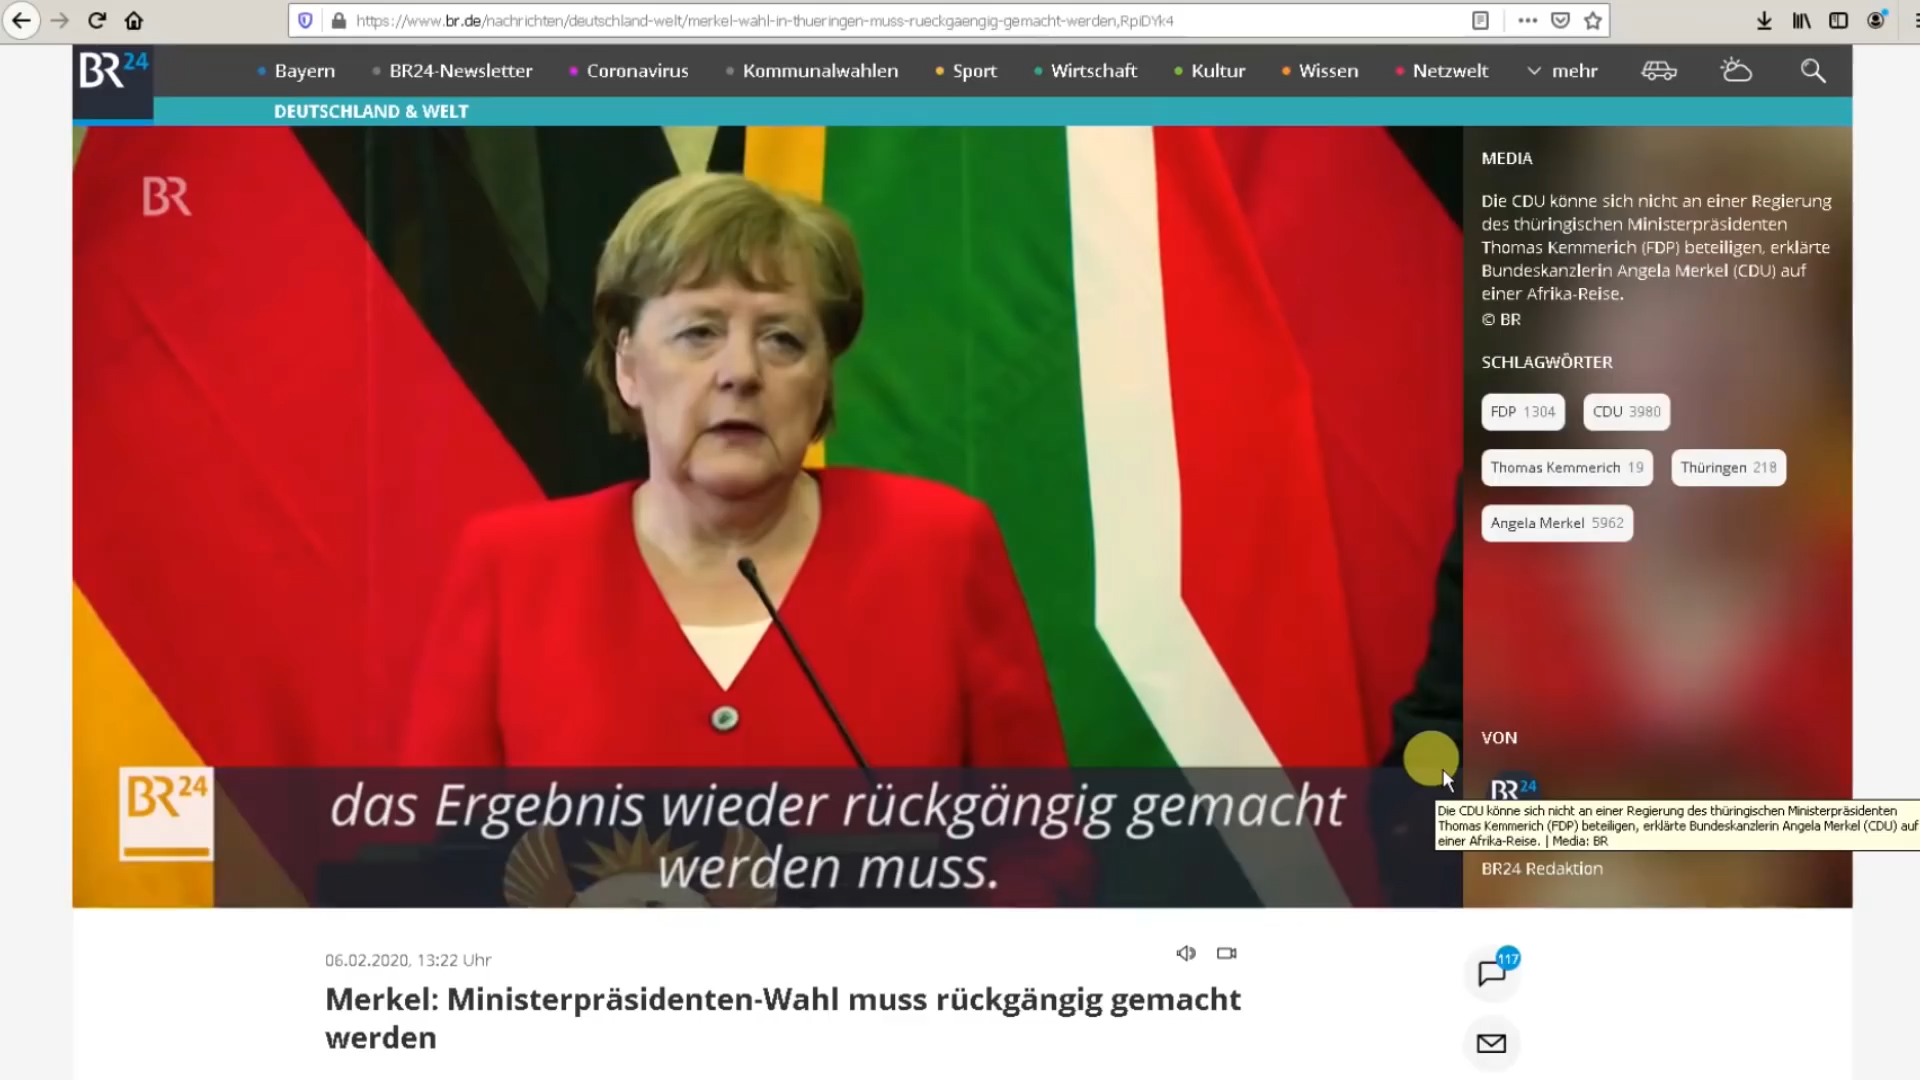 https://www.br.de/nachrichten/deutschland-welt/merkel-wahl-in-thueringen-muss-rueckgaengig-gemacht-werden,RpiDYk4
BR24
Bayern
BR24-Newsletter
Coronavirus
Kommunalwahlen
Sport
Wirtschaft
Kultur
Wissen
Netzwelt
mehr
DEUTSCHLAND & WELT
BR
MEDIA
Die CDU könne sich nicht an einer Regierung
des thüringischen Ministerpräsidenten
Thomas Kemmerich (FDP) beteiligen, erklärte
Bundeskanzlerin Angela Merkel (CDU) auf
einer Afrika-Reise.
© BR
SCHLAGWÖRTER
FDP 1304
CDU 3980
Thomas Kemmerich 19
Thüringen 218
Angela Merkel 5962
BR24
das Ergebnis wieder rückgängig gemacht
werden muss.
VON
BR24
Die CDU könne sich nicht an einer Regierung des thüringischen Ministerpräsidenten
Thomas Kemmerich (FDP) beteiligen, erklärte Bundeskanzlerin Angela Merkel (CDU) auf
einer Afrika-Reise. | Media: BR
BR24 Redaktion
06.02.2020, 13:22 Uhr
117
Merkel: Ministerpräsidenten-Wahl muss rückgängig gemacht
werden